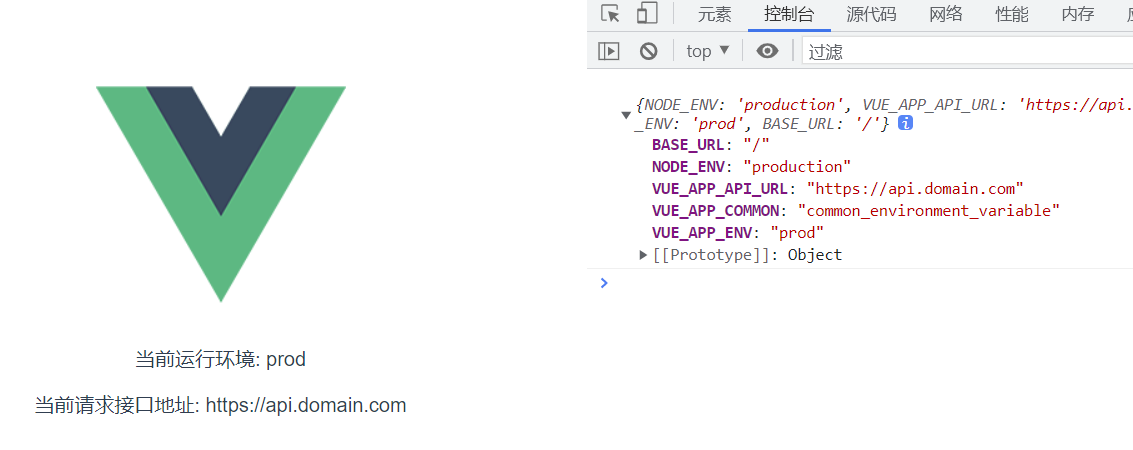 元素 控制台 源代码 网络 性能 内存
top 过滤
{NODE_ENV: 'production', VUE_APP_API_URL: 'https://api.
_ENV: 'prod', BASE_URL: '/'}
BASE_URL: "/"
NODE_ENV: "production"
VUE_APP_API_URL: "https://api.domain.com"
VUE_APP_COMMON: "common_environment_variable"
VUE_APP_ENV: "prod"
[[Prototype]]: Object
当前运行环境: prod
当前请求接口地址: https://api.domain.com